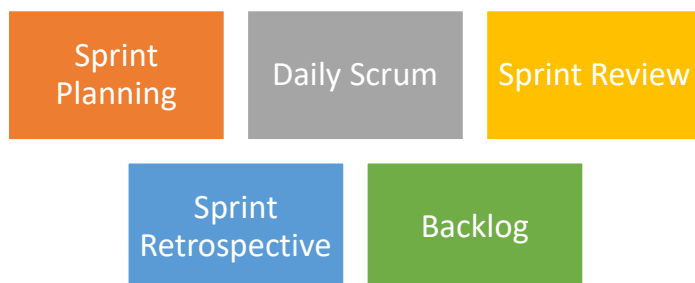 Sprint
Planning
Daily Scrum
Sprint Review
Sprint
Retrospective
Backlog